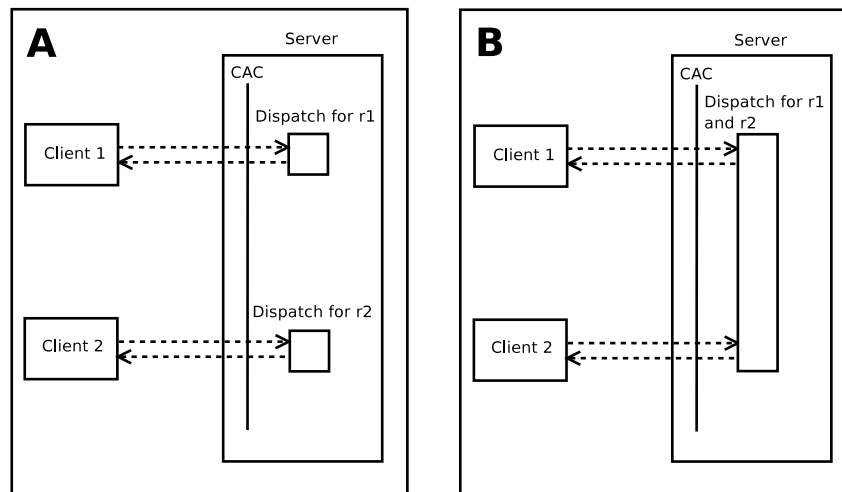 A
Server
CAC
Dispatch for r1
Client 1
Dispatch for r2
Client 2
B
Server
CAC
Dispatch for r1
and r2
Client 1
Client 2